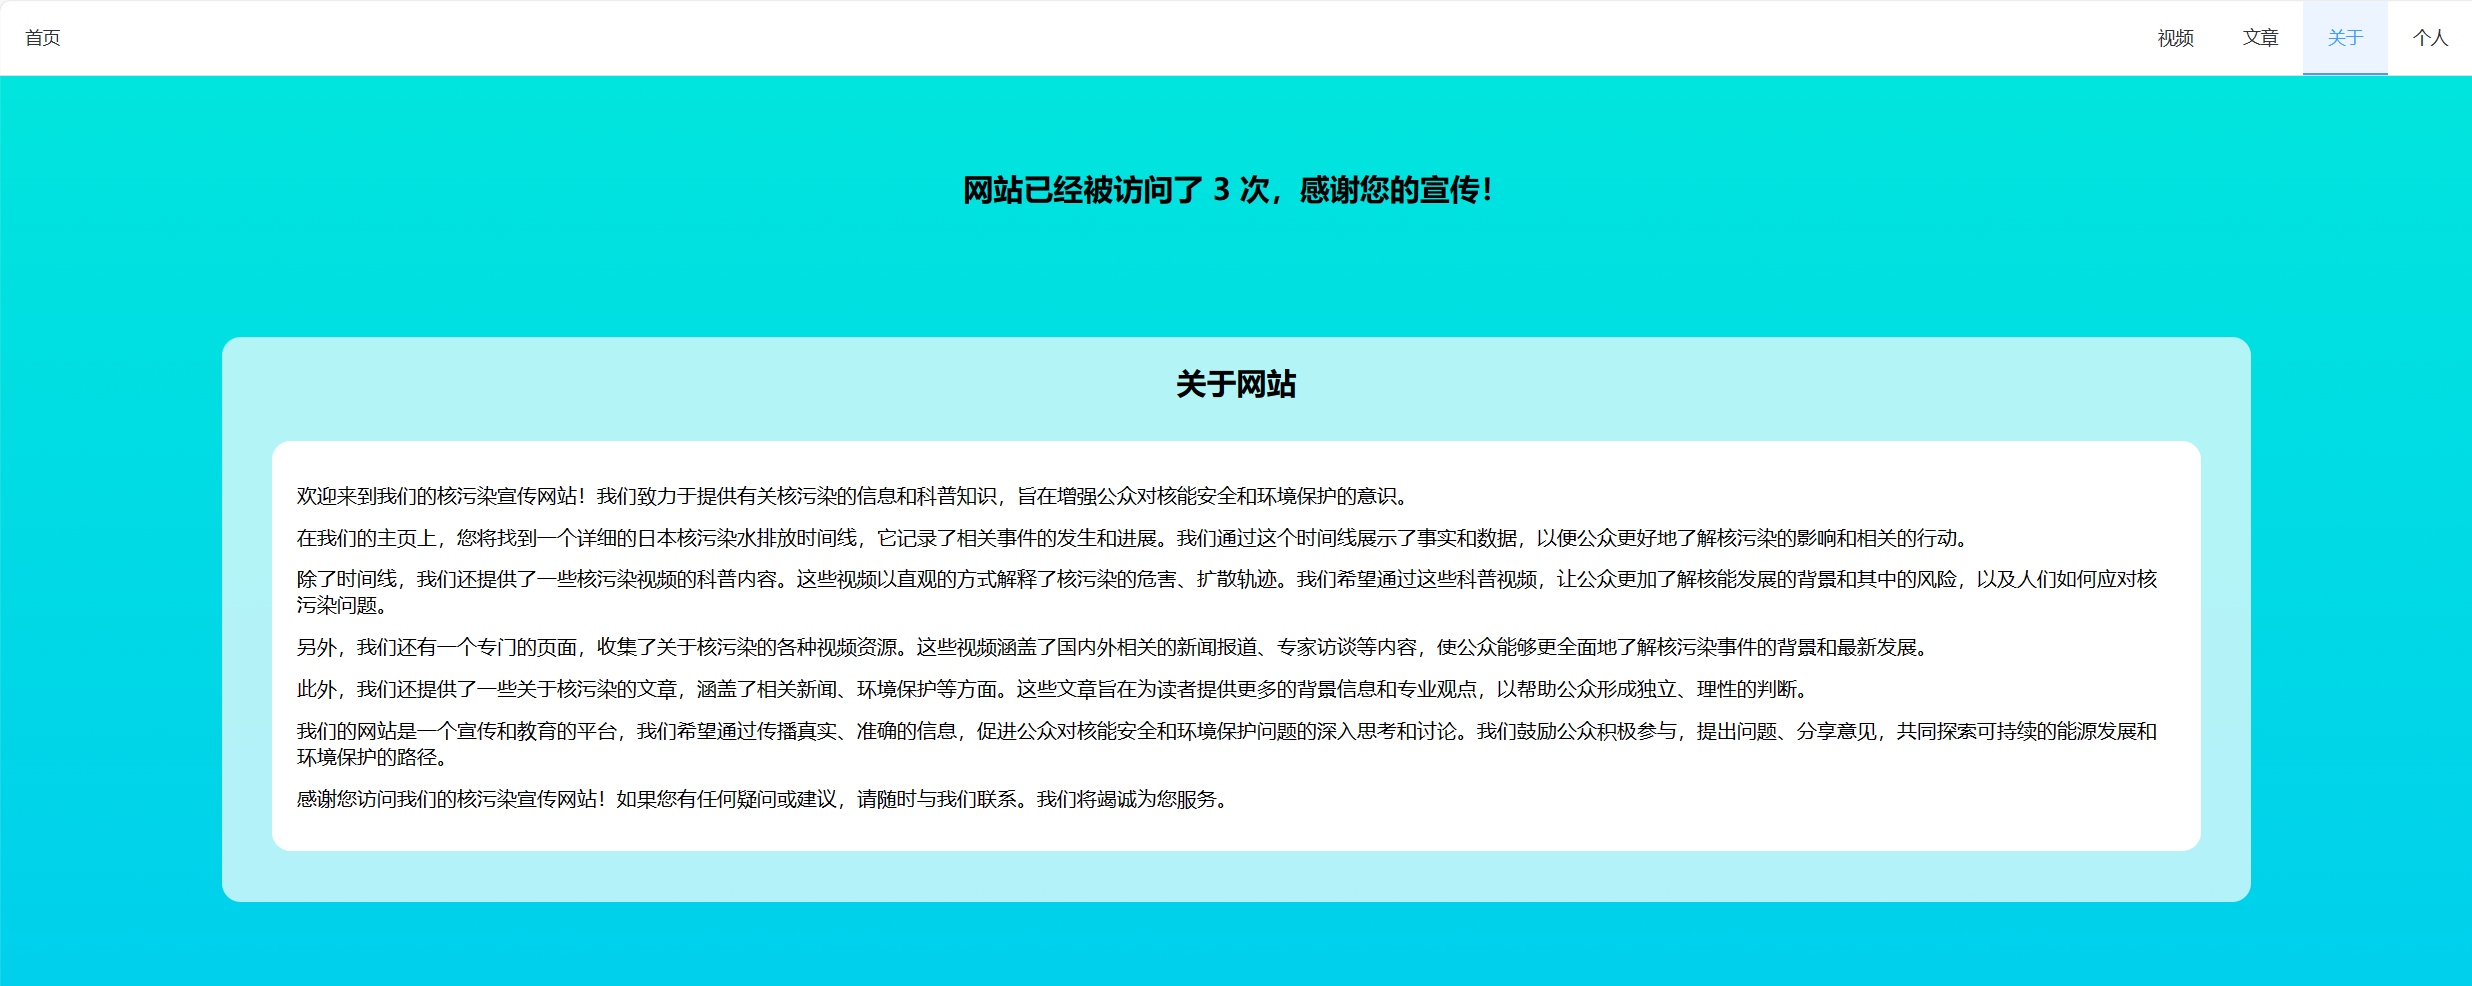 首页
视频
文章
关于
个人
网站已经被访问了 3 次，感谢您的宣传！
关于网站
欢迎来到我们的核污染宣传网站！我们致力于提供有关核污染的信息和科普知识，旨在增强公众对核能安全和环境保护的意识。
在我们的主页上，您将找到一个详细的日本核污染水排放时间线，它记录了相关事件的发生和进展。我们通过这个时间线展示了事实和数据，以便公众更好地了解核污染的影响和相关的行动。
除了时间线，我们还提供了一些核污染视频的科普内容。这些视频以直观的方式解释了核污染的危害、扩散轨迹。我们希望通过这些科普视频，让公众更加了解核能发展的背景和其中的风险，以及人们如何应对核
污染问题。
另外，我们还有一个专门的页面，收集了关于核污染的各种视频资源。这些视频涵盖了国内外相关的新闻报道、专家访谈等内容，使公众能够更全面地了解核污染事件的背景和最新发展。
此外，我们还提供了一些关于核污染的文章，涵盖了相关新闻、环境保护等方面。这些文章旨在为读者提供更多的背景信息和专业观点，以帮助公众形成独立、理性的判断。
我们的网站是一个宣传和教育的平台，我们希望通过传播真实、准确的信息，促进公众对核能安全和环境保护问题的深入思考和讨论。我们鼓励公众积极参与，提出问题、分享意见，共同探索可持续的能源发展和
环境保护的路径。
感谢您访问我们的核污染宣传网站！如果您有任何疑问或建议，请随时与我们联系。我们将竭诚为您服务。